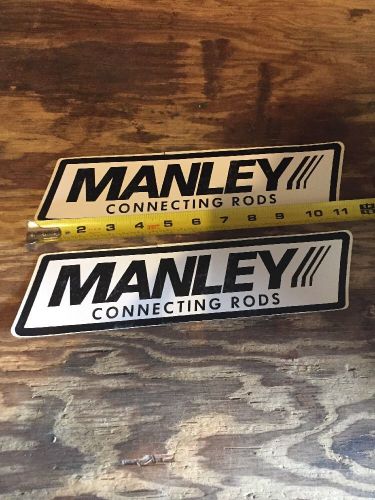 MANLEY
CONNECTING RODS
2 3 4 5 6 7 8 9 10 11
MANLEY
CONNECTING RODS